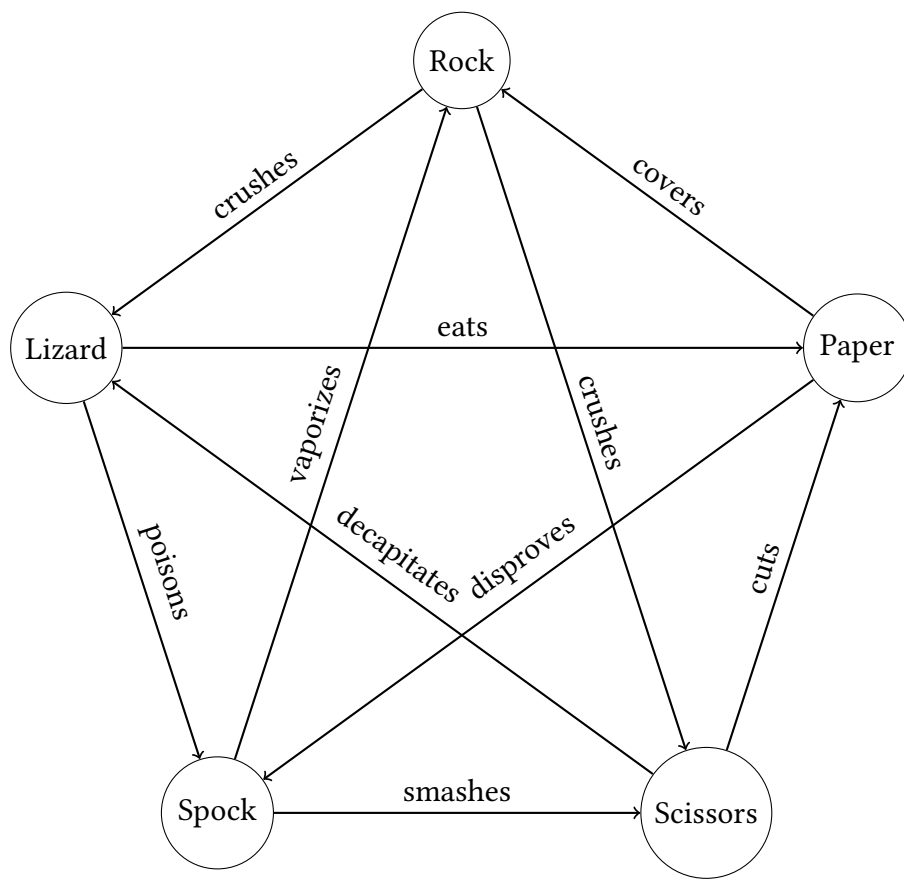 Rock
crushes
covers
Lizard
eats
Paper
vaporizes
crushes
poisons
decapitates
disproves
cuts
Spock
smashes
Scissors